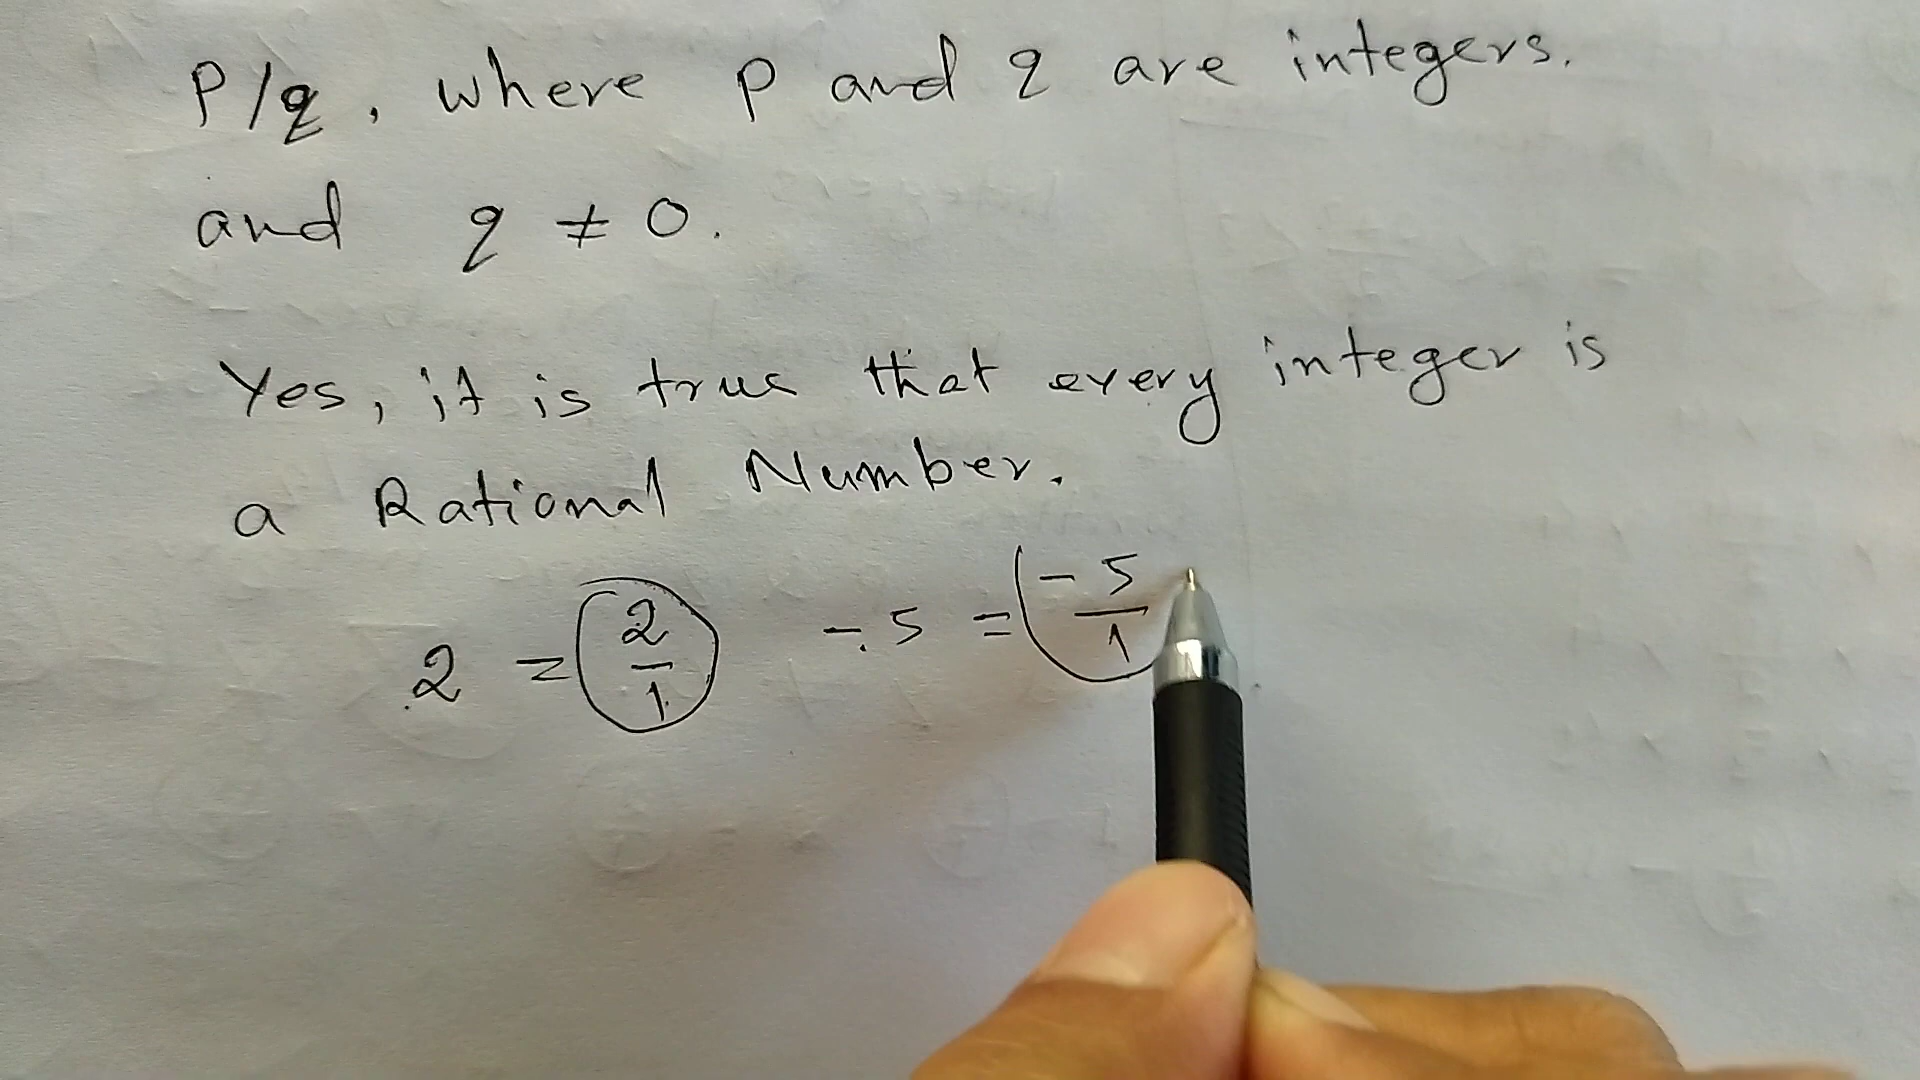 P/q, where p and q are integers.
and q ≠ 0.
Yes, it is true that every integer is
a Rational Number.
2 = 2/1 -5 = -5/1